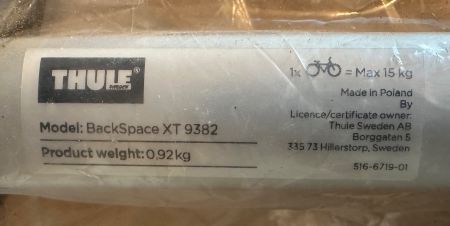 THULE®
SWEDEN
Model: BackSpace XT 9382
Product weight: 0,92kg
1x = Max 15 kg
Made in Poland
By
Licence/certificate owner:
Thule Sweden AB
Borggatan 5
335 73 Hillerstorp, Sweden
516-6719-01